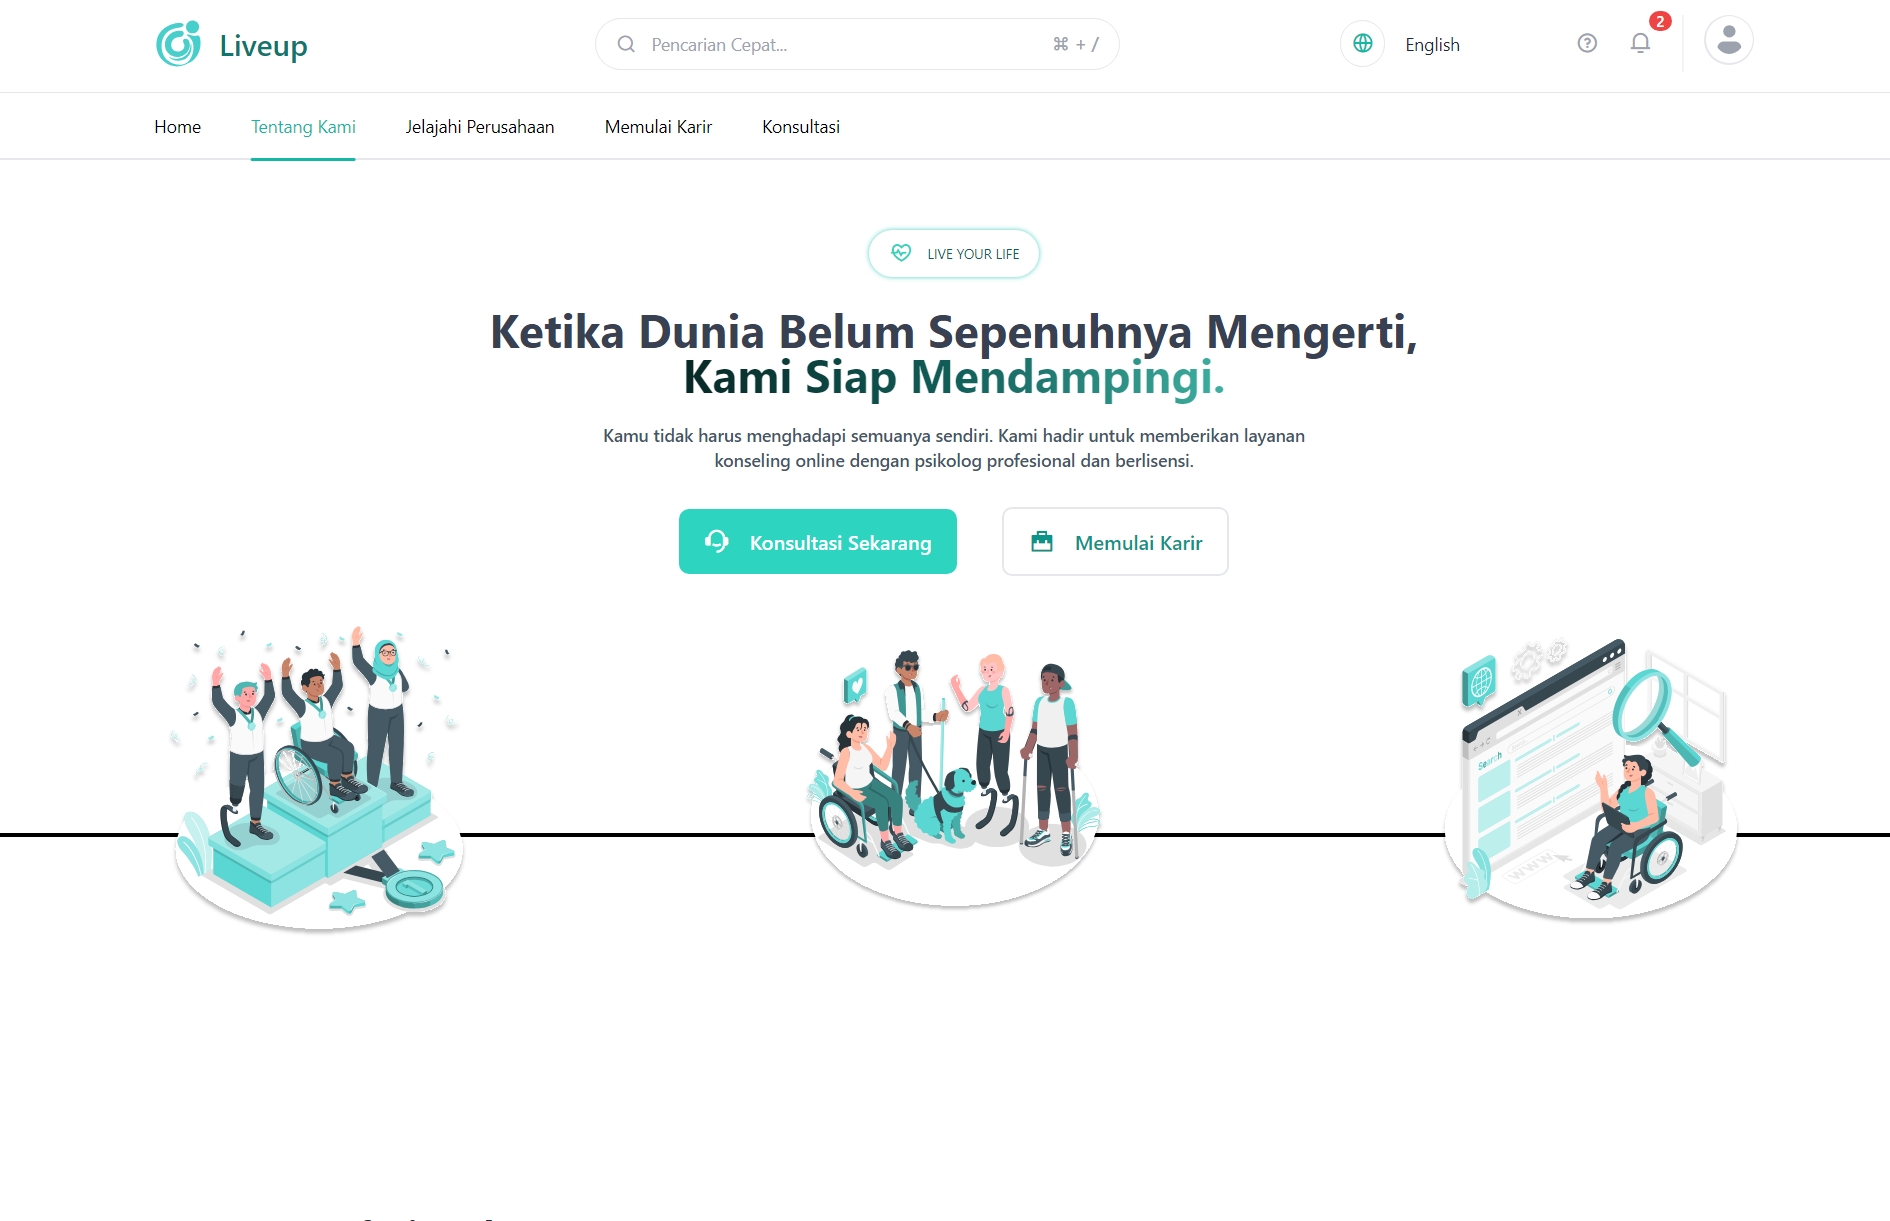 Liveup
Pencarian Cepat...
⌘ + /
English
2
Home
Tentang Kami
Jelajahi Perusahaan
Memulai Karir
Konsultasi
LIVE YOUR LIFE
Ketika Dunia Belum Sepenuhnya Mengerti,
Kami Siap Mendampingi.
Kamu tidak harus menghadapi semuanya sendiri. Kami hadir untuk memberikan layanan
konseling online dengan psikolog profesional dan berlisensi.
Konsultasi Sekarang
Memulai Karir
Search
WWW